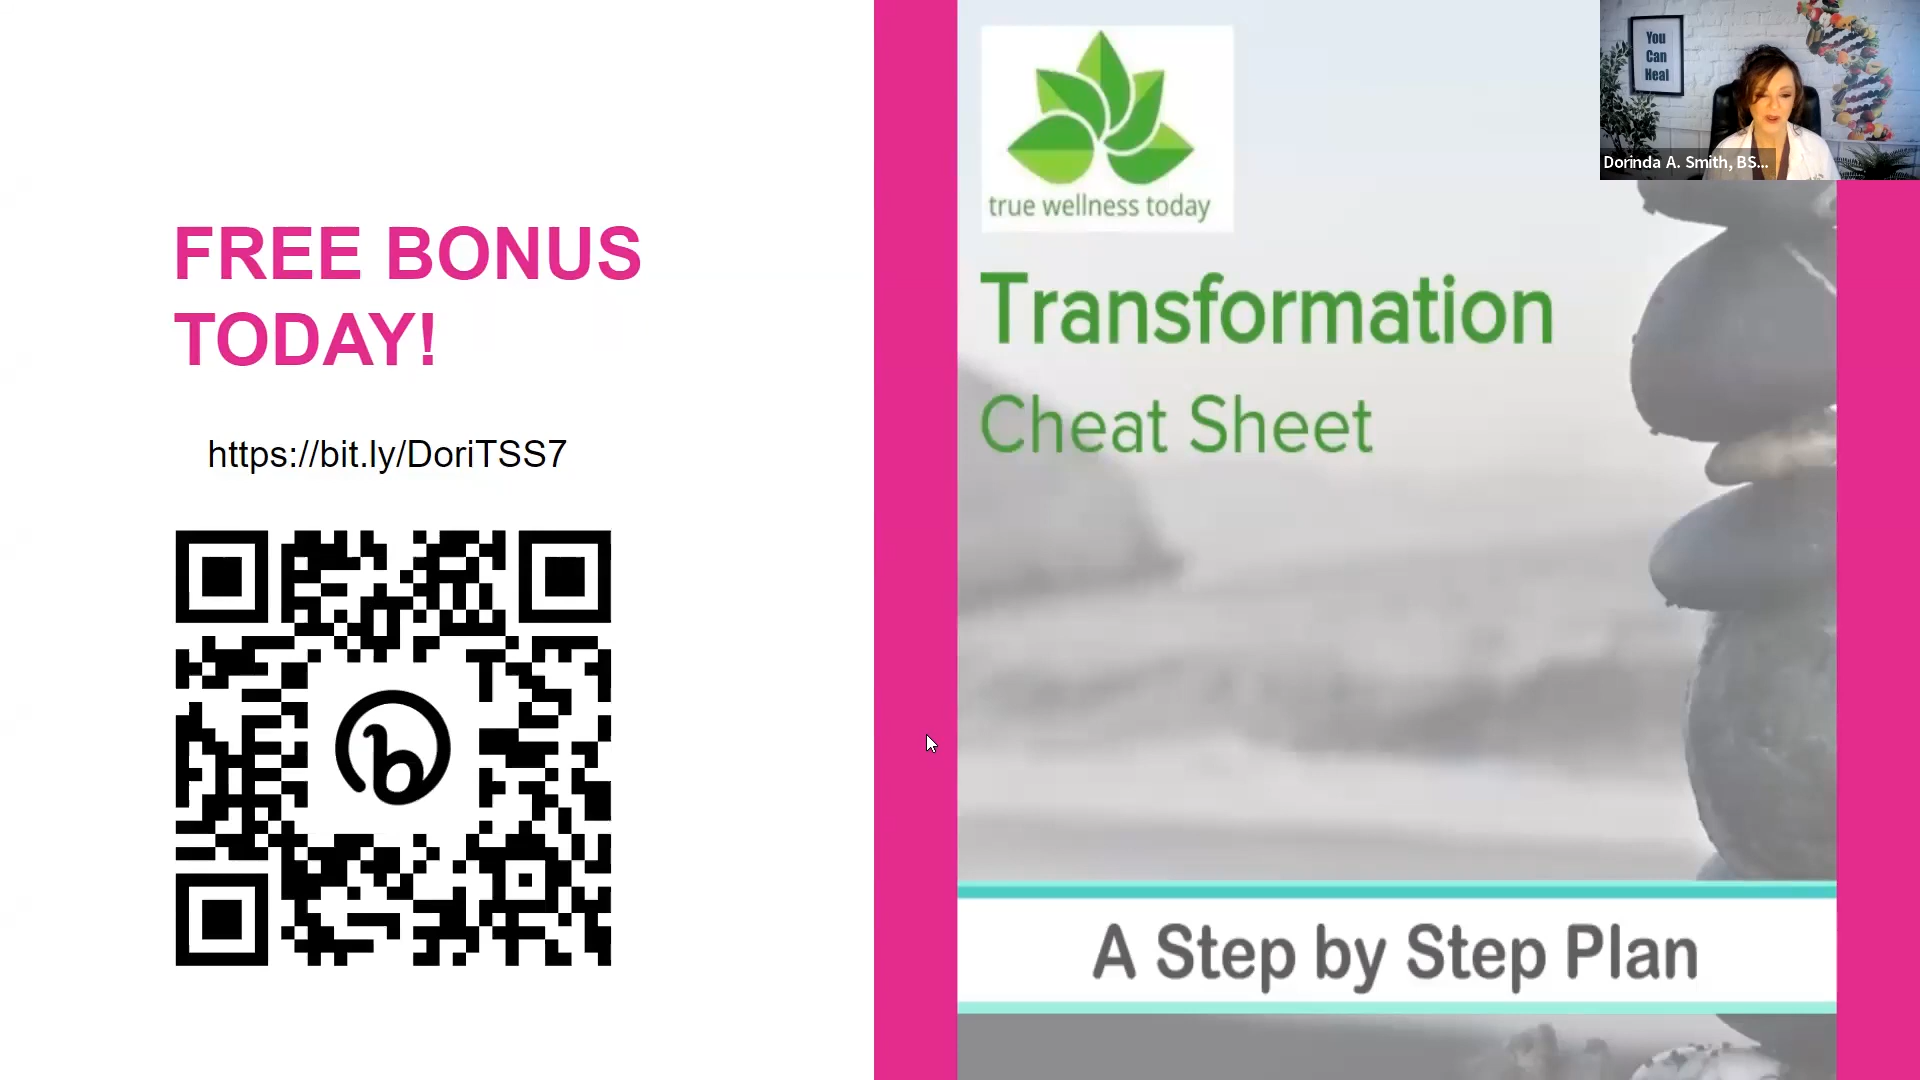 FREE BONUS
TODAY!
https://bit.ly/DoriTSS7
true wellness today
Transformation
Cheat Sheet
A Step by Step Plan
You
Can
Heal
Dorinda A. Smith, BS...